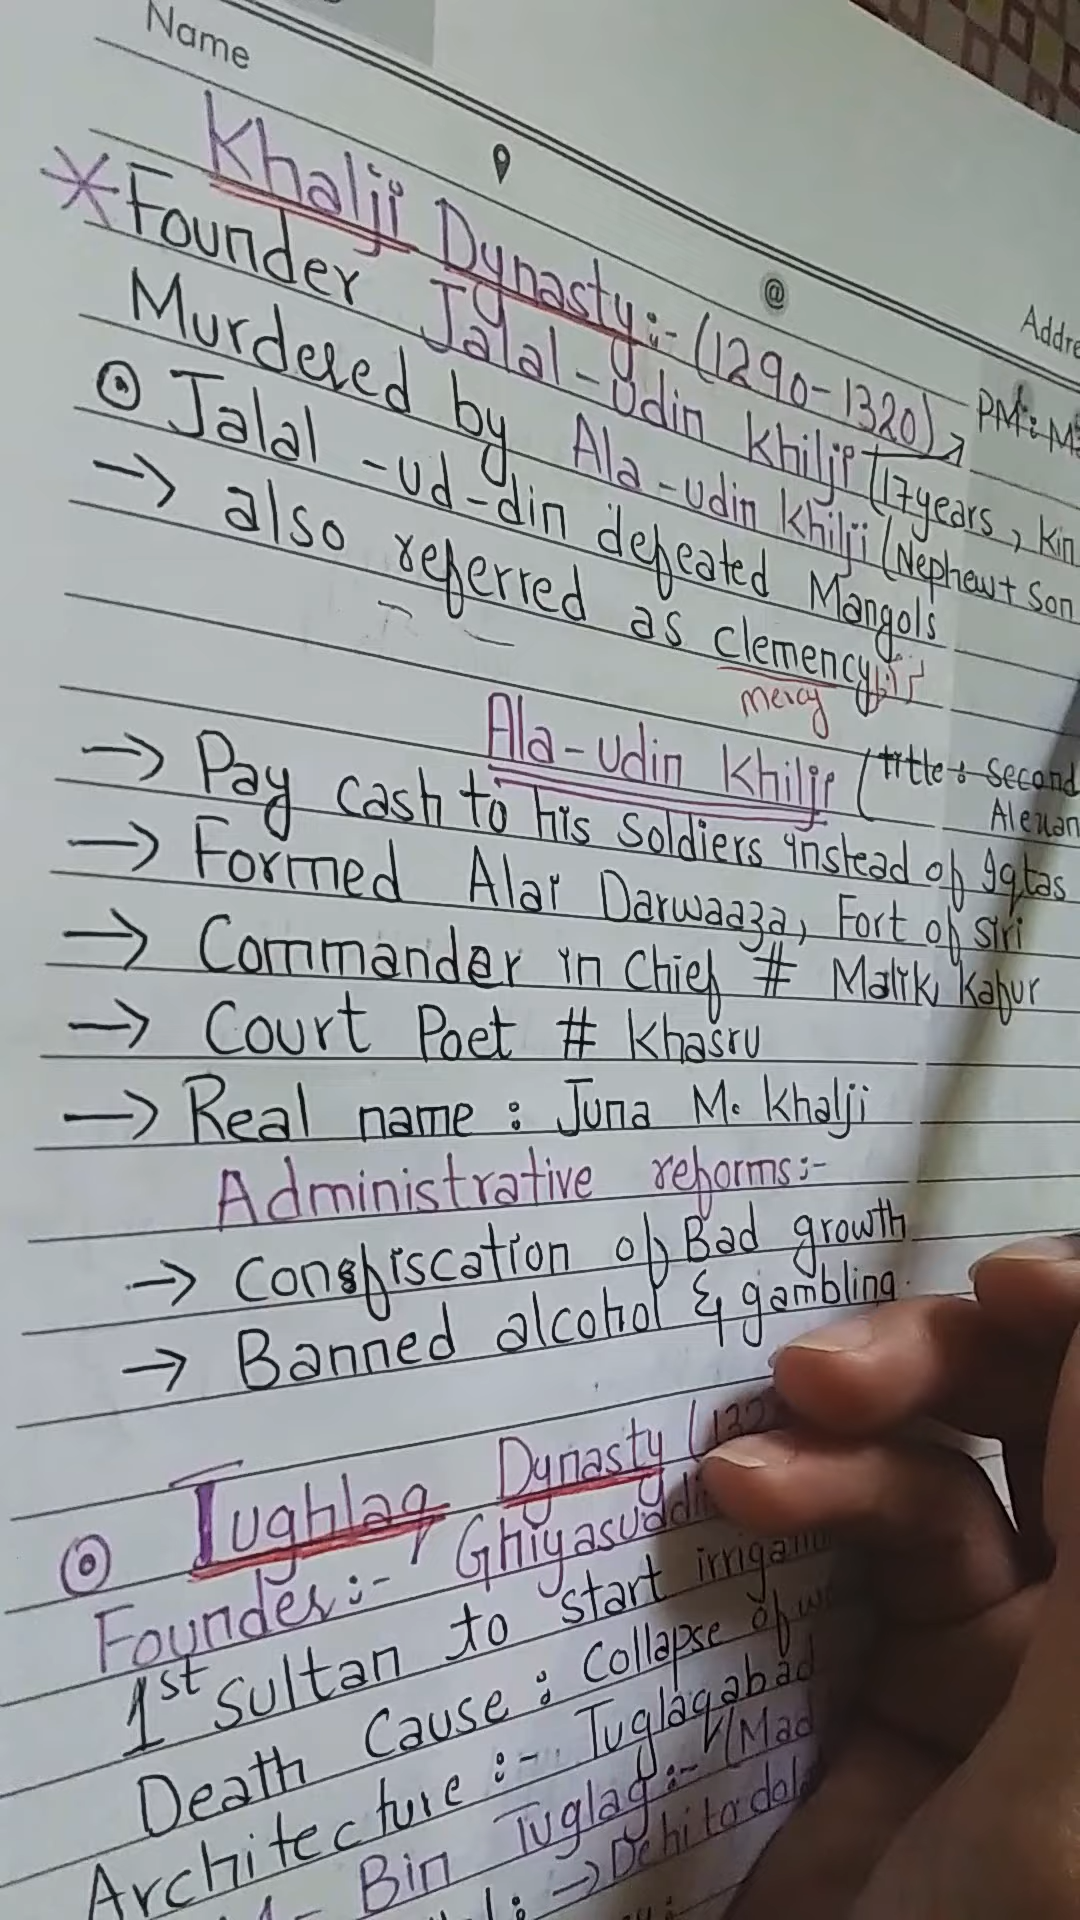 Name
@
Khalji Dynasty:- (1290-1320)
PM:
* Founder Jalal-Udin Khilji (17years,
Murdered by Ala-udin Khilji (Nephew+ Son
⊙ Jalal-ud-din defeated Mangols
→ also referred as clemency
mercy
Ala-udin Khilji (title: Second
→ Pay cash to his Soldiers instead of Iqtas
→ Formed Alai Darwaaza, Fort of Siri
→ Commander in Chief # Malik Kafur
→ Court Poet # Khasru
→ Real name: Juna M. Khalji
Administrative reforms:-
→ Confiscation of Bad growth
→ Banned alcohol & gambling.
⊙ Tughlaq Dynasty
Founder:- Ghiyasuddi
1st Sultan to start
Death Cause: Collapse of
Architecture:- Tuglaqabad
Bin Tuglaq:-